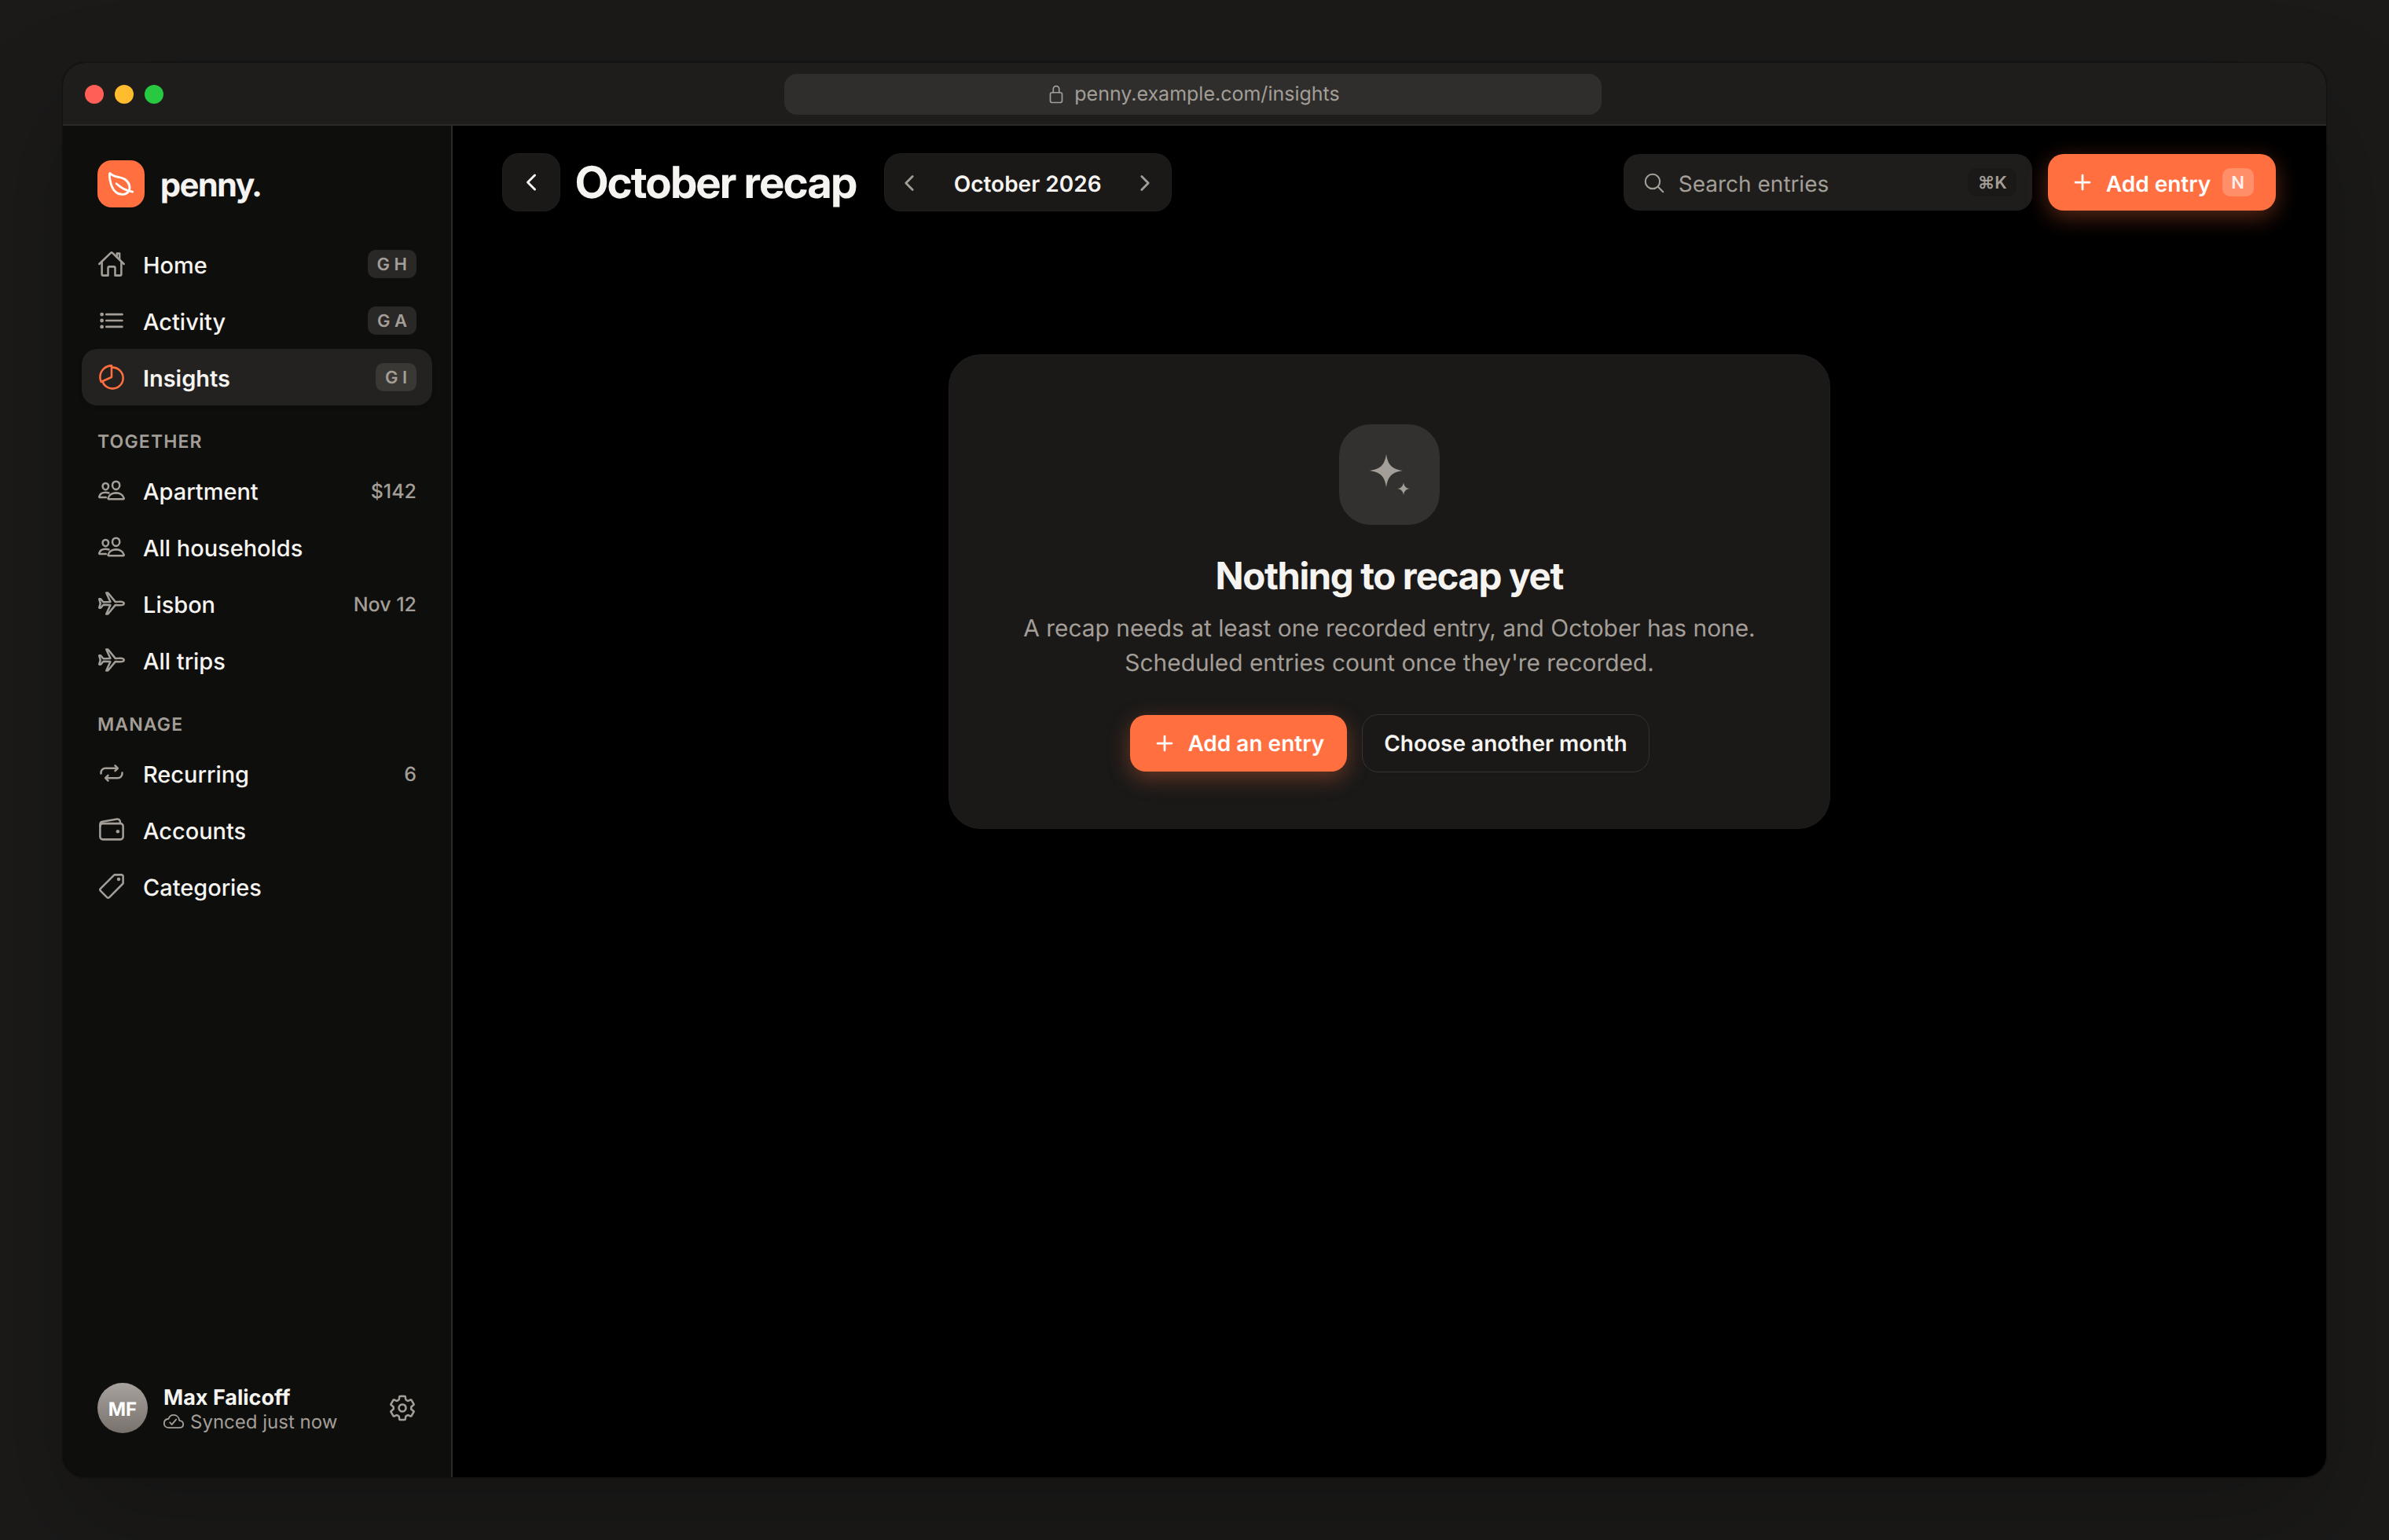 penny.example.com/insights
penny.
Home G H
Activity G A
Insights G I
TOGETHER
Apartment $142
All households
Lisbon Nov 12
All trips
MANAGE
Recurring 6
Accounts
Categories
MF
Max Falicoff
Synced just now
October recap
October 2026
Search entries ⌘K
Add entry N
Nothing to recap yet
A recap needs at least one recorded entry, and October has none.
Scheduled entries count once they're recorded.
Add an entry
Choose another month